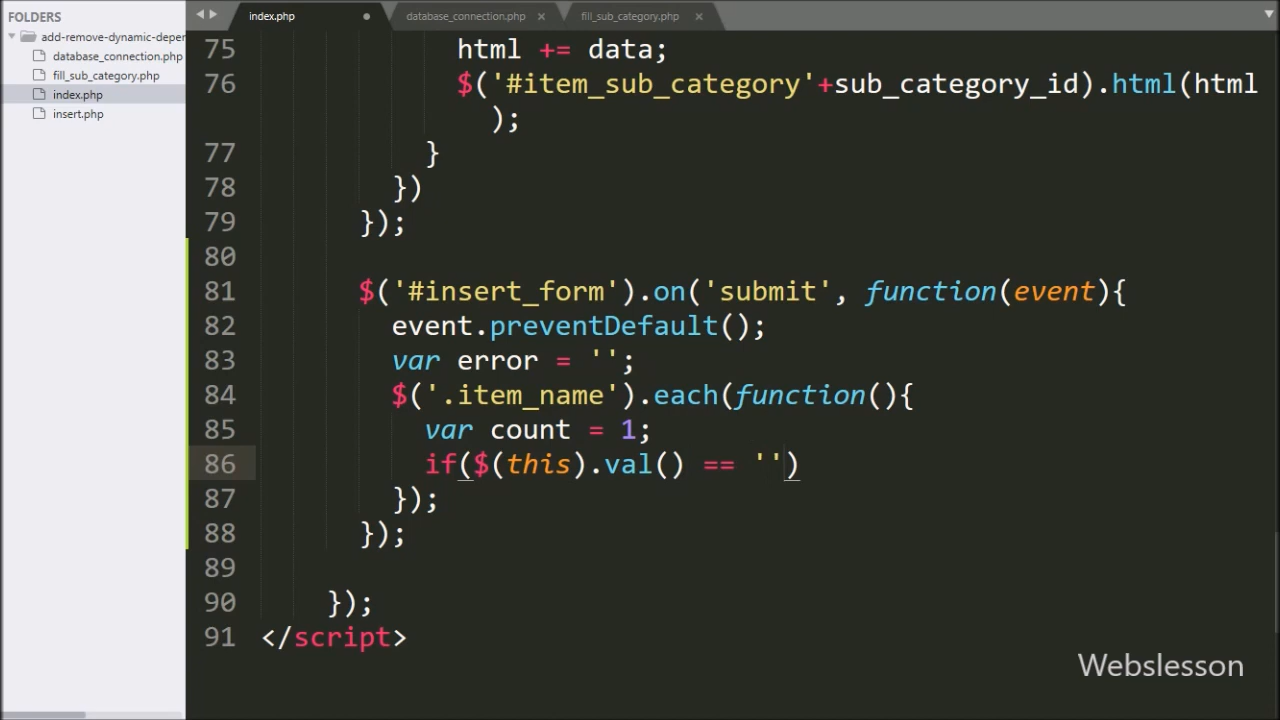 FOLDERS
add-remove-dynamic-deper
database_connection.php
fill_sub_category.php
index.php
insert.php
index.php
database_connection.php
fill_sub_category.php
75 html += data;
76 $('#item_sub_category'+sub_category_id).html(html
);
77 }
78 })
79 });
80
81 $('#insert_form').on('submit', function(event){
82 event.preventDefault();
83 var error = '';
84 $('.item_name').each(function(){
85 var count = 1;
86 if($(this).val() == '')
87 });
88 });
89
90 });
91 </script>
Webslesson